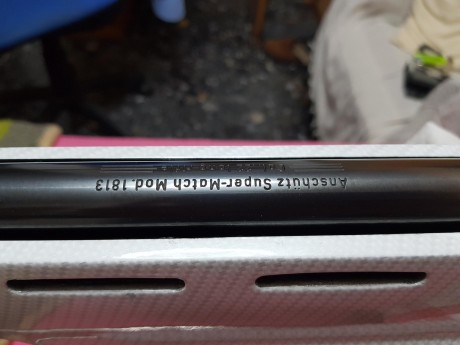 Anschütz Super-Match Mod. 1813